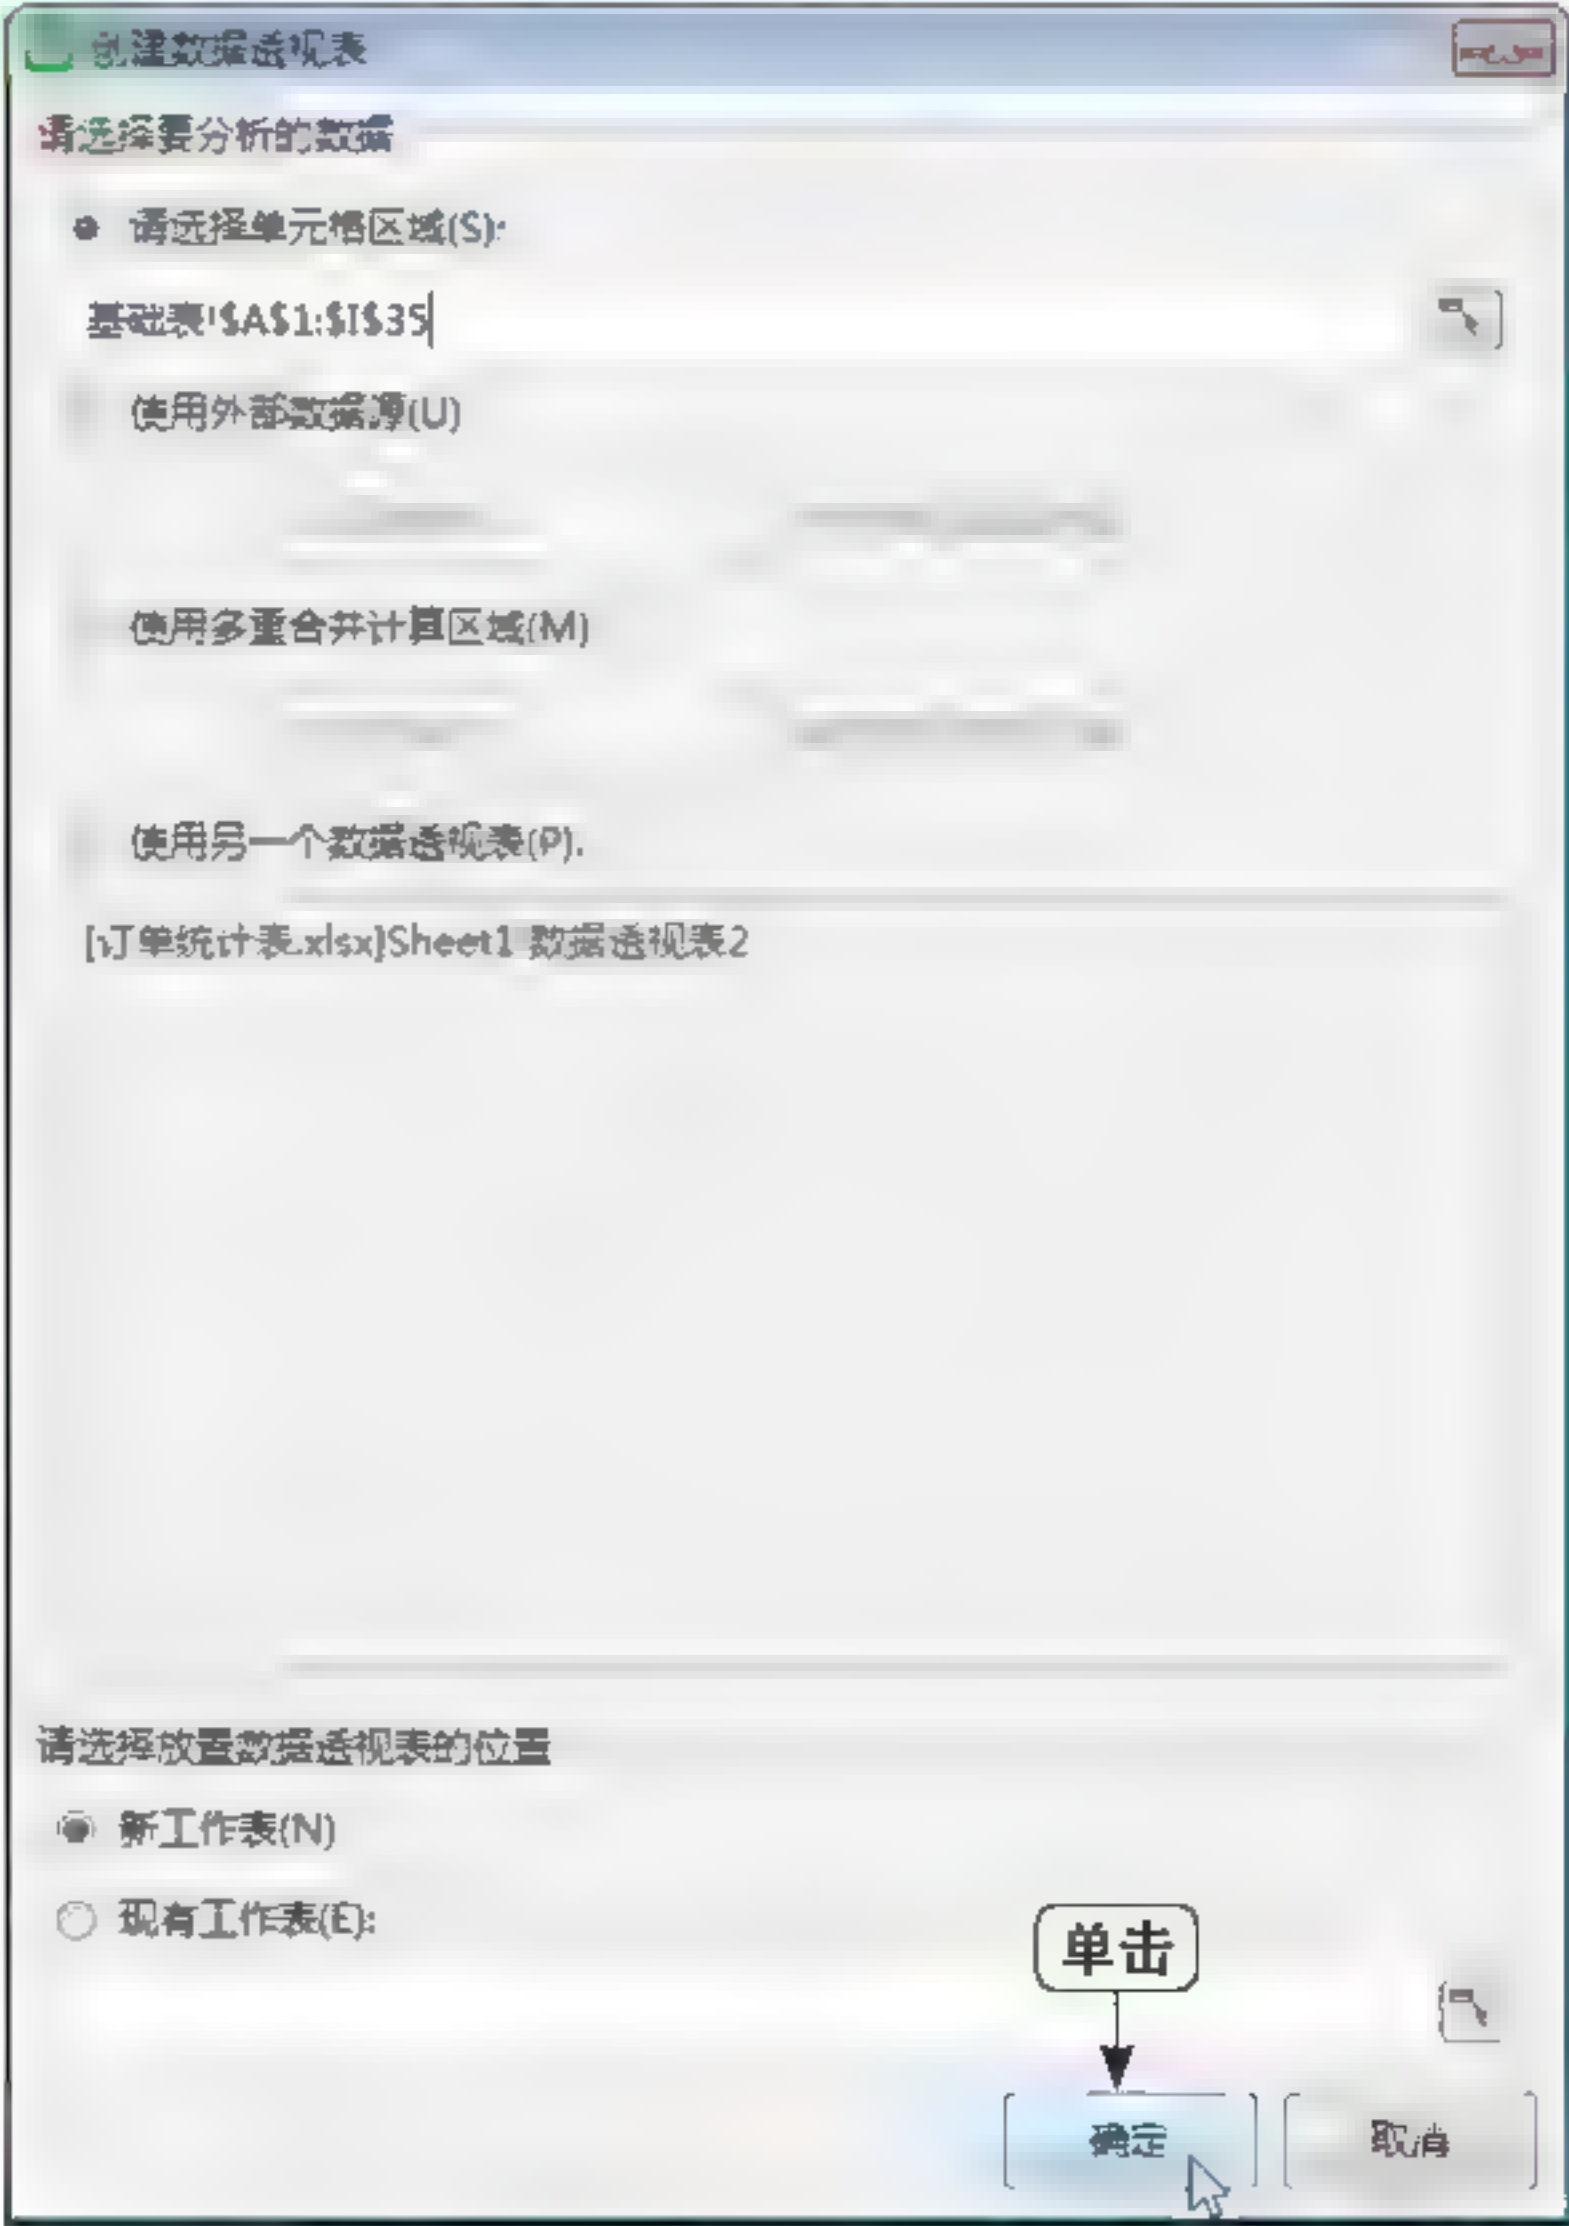 创建数据透视表
请选择要分析的数据
请选择单元格区域(S):
基础表!$A$1:$I$35
使用外部数据源(U)
使用多重合并计算区域(M)
使用另一个数据透视表(P).
[订单统计表.xlsx]Sheet1 数据透视表2
请选择放置数据透视表的位置
新工作表(N)
现有工作表(E):
单击
确定 取消